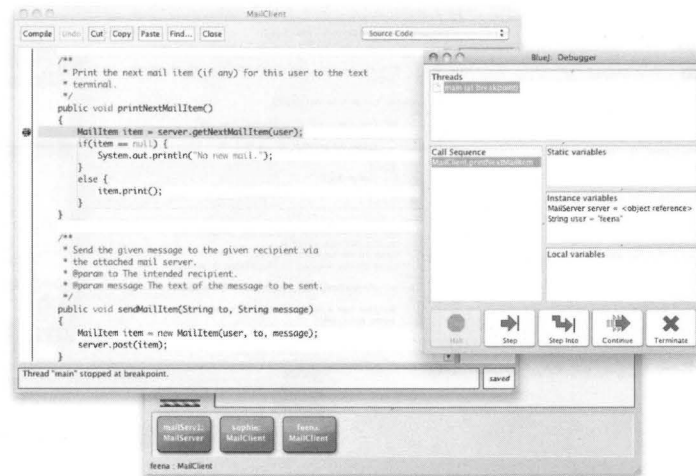 MailClient
Compile Undo Cut Copy Paste Find... Close Source Code
/**
* Print the next mail item (if any) for this user to the text
* terminal.
*/
public void printNextMailItem()
{
MailItem item = server.getNextMailItem(user);
if(item == null) {
System.out.println("No new mail.");
}
else {
item.print();
}
}
/**
* Send the given message to the given recipient via
* the attached mail server.
* @param to The intended recipient.
* @param message The text of the message to be sent.
*/
public void sendMailItem(String to, String message)
{
MailItem item = new MailItem(user, to, message);
server.post(item);
}
Thread "main" stopped at breakpoint.
saved
BlueJ: Debugger
Threads
main (at breakpoint)
Call Sequence
MailClient.printNextMailItem
Static variables
Instance variables
MailServer server = <object reference>
String user = "feena"
Local variables
Halt
Step
Step Into
Continue
Terminate
mailServ1:
MailServer
sophie:
MailClient
feena:
MailClient
feena : MailClient